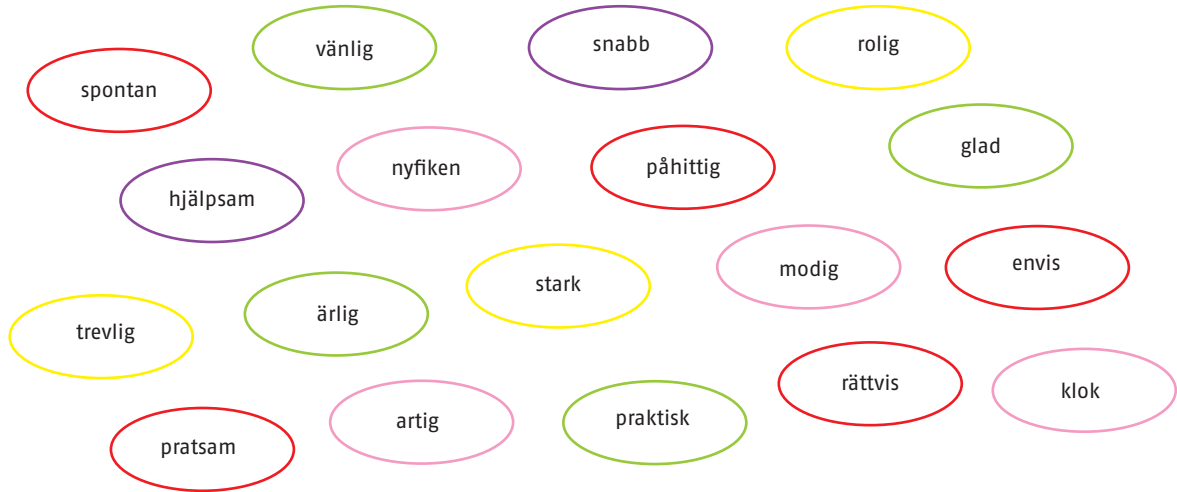 vänlig
snabb
rolig
spontan
glad
nyfiken
påhittig
hjälpsam
modig
envis
stark
ärlig
trevlig
rättvis
klok
artig
praktisk
pratsam